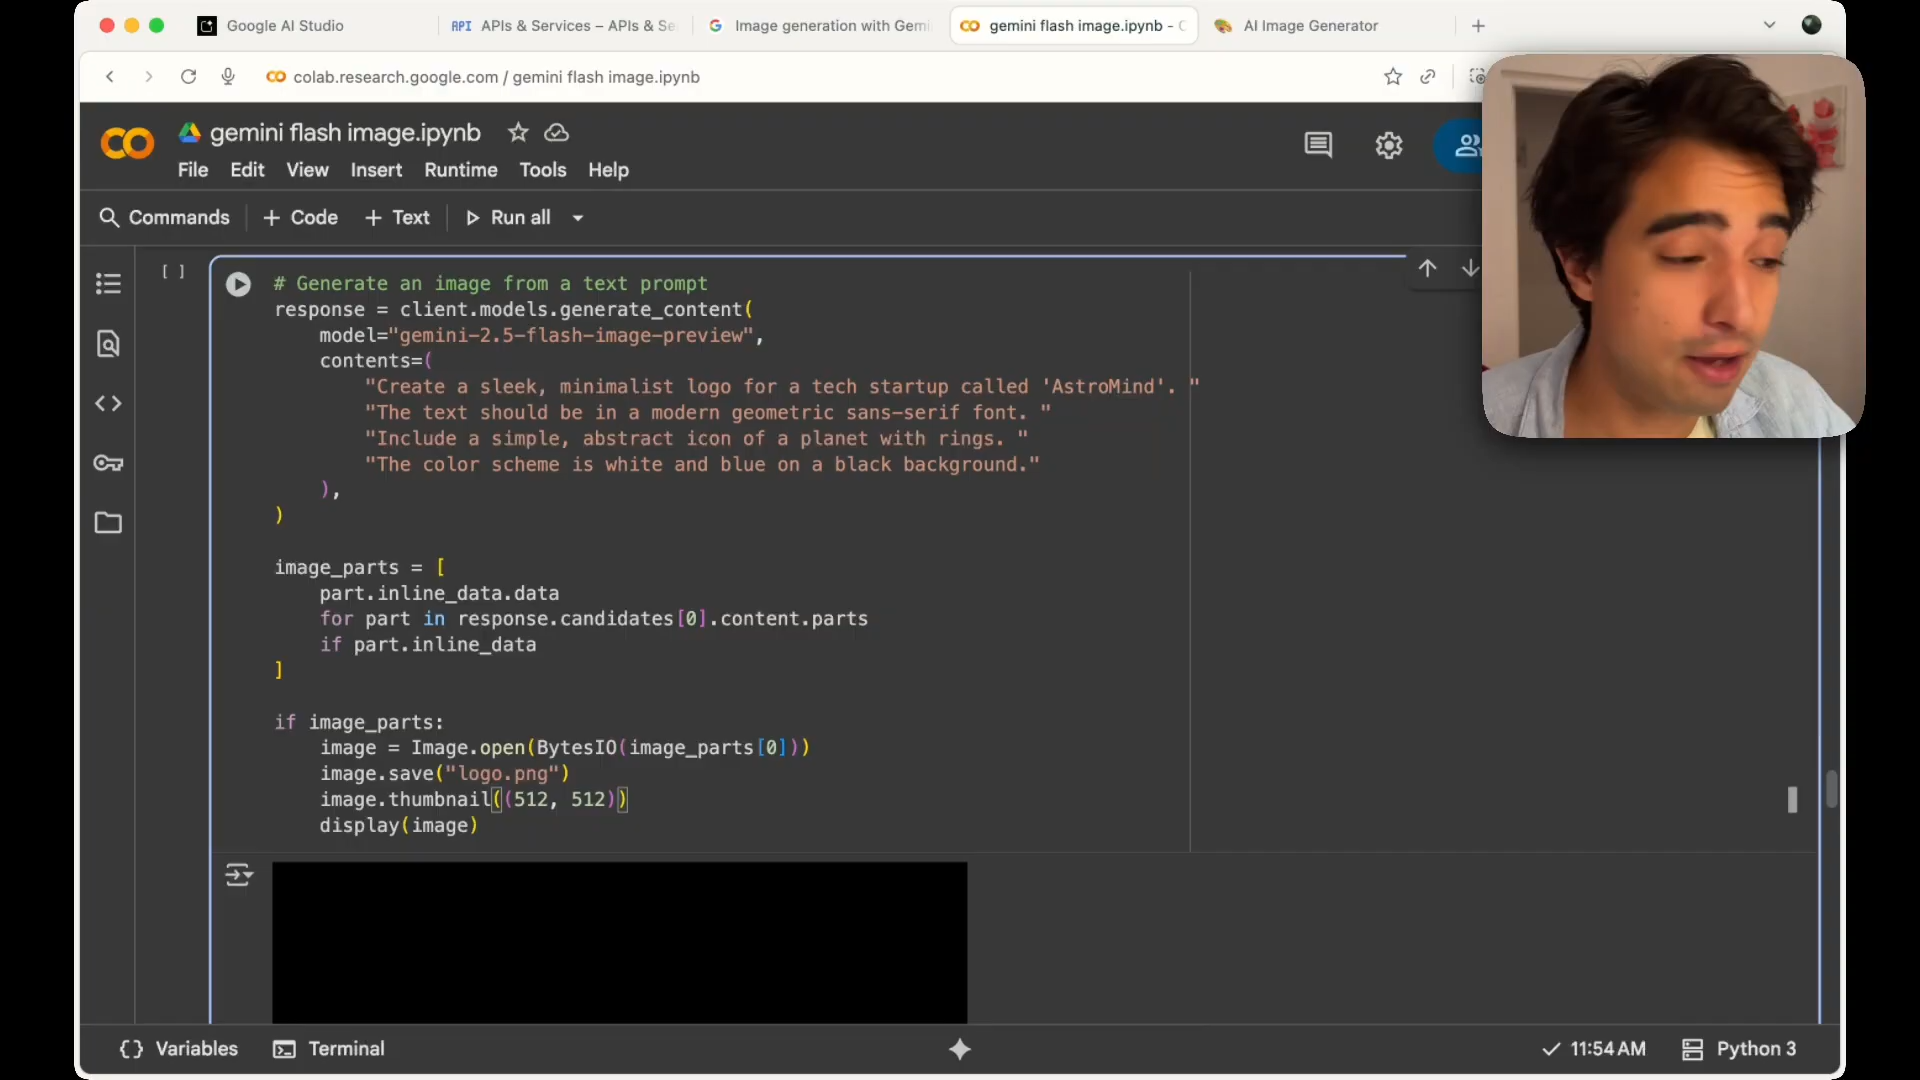 Google AI Studio
API APIs & Services – APIs & Se
Image generation with Gemi
gemini flash image.ipynb - C
AI Image Generator
colab.research.google.com / gemini flash image.ipynb
gemini flash image.ipynb
File Edit View Insert Runtime Tools Help
Commands + Code + Text Run all
[ ]
# Generate an image from a text prompt
response = client.models.generate_content(
model="gemini-2.5-flash-image-preview",
contents=(
"Create a sleek, minimalist logo for a tech startup called 'AstroMind'. "
"The text should be in a modern geometric sans-serif font. "
"Include a simple, abstract icon of a planet with rings. "
"The color scheme is white and blue on a black background."
),
)
image_parts = [
part.inline_data.data
for part in response.candidates[0].content.parts
if part.inline_data
]
if image_parts:
image = Image.open(BytesIO(image_parts[0]))
image.save("logo.png")
image.thumbnail((512, 512))
display(image)
{} Variables Terminal
11:54 AM Python 3